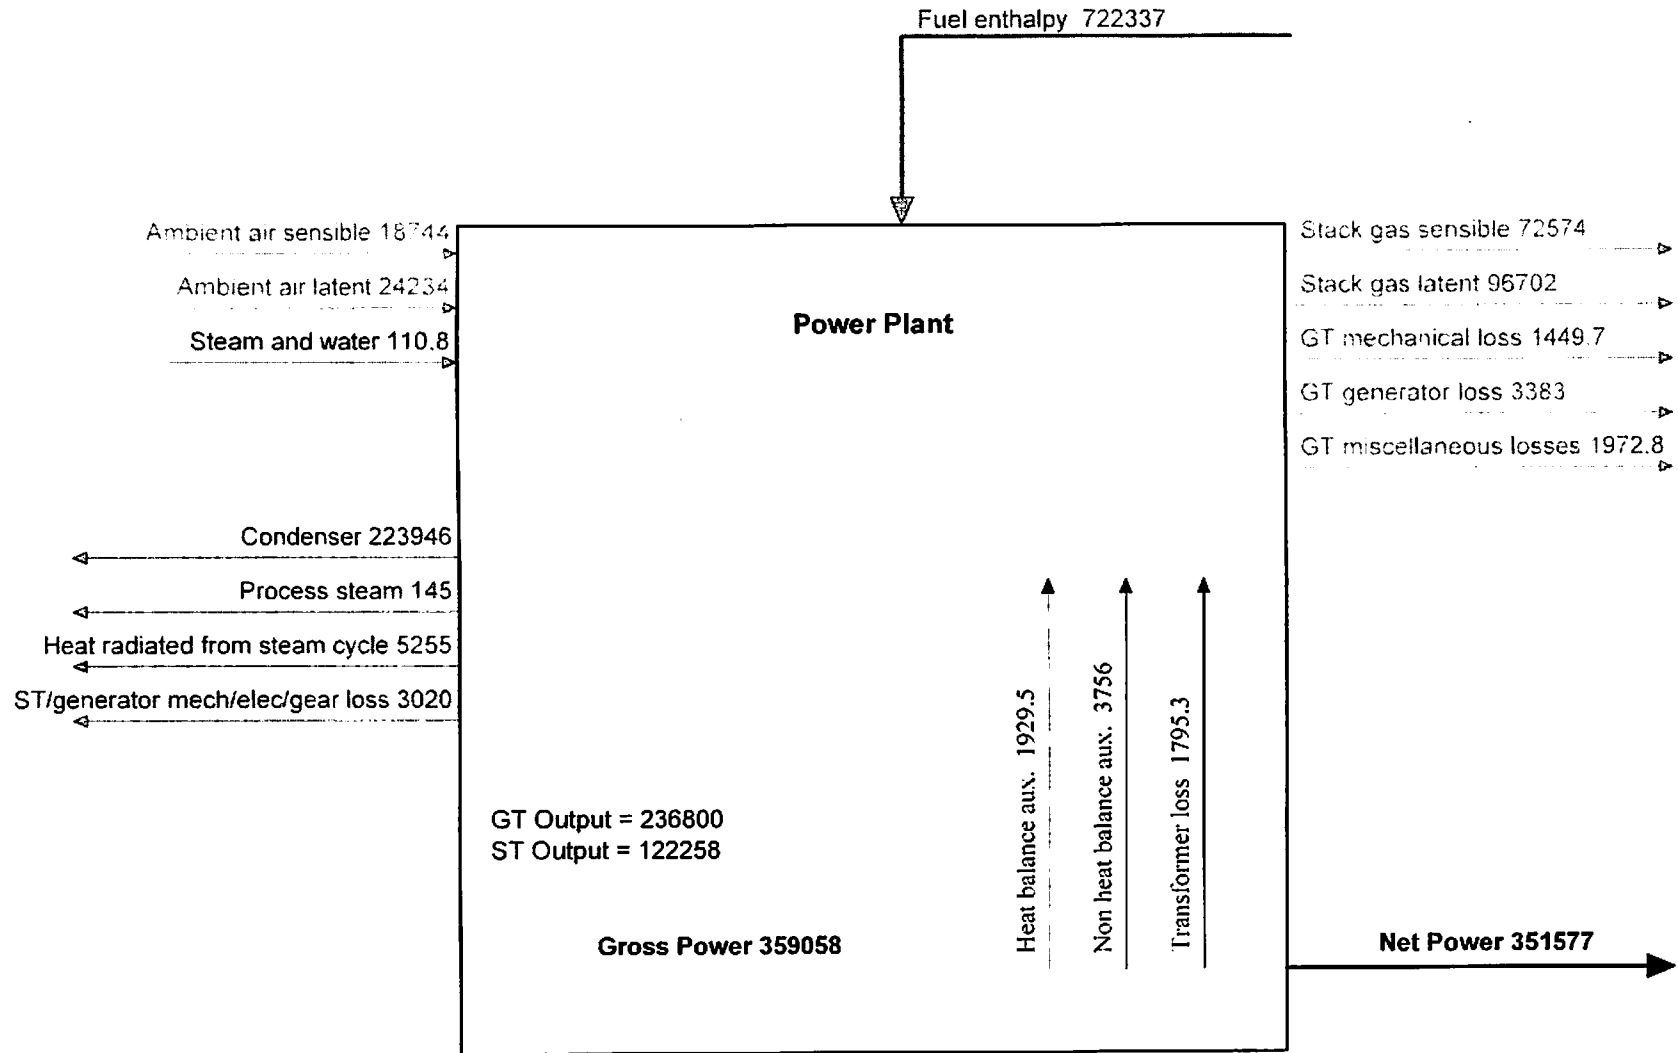 Fuel enthalpy 722337
Ambient air sensible 18744
Ambient air latent 24234
Steam and water 110.8
Power Plant
Stack gas sensible 72574
Stack gas latent 96702
GT mechanical loss 1449.7
GT generator loss 3383
GT miscellaneous losses 1972.8
Condenser 223946
Process steam 145
Heat radiated from steam cycle 5255
ST/generator mech/elec/gear loss 3020
Heat balance aux. 1929.5
Non heat balance aux. 3756
Transformer loss 1795.3
GT Output = 236800
ST Output = 122258
Gross Power 359058
Net Power 351577